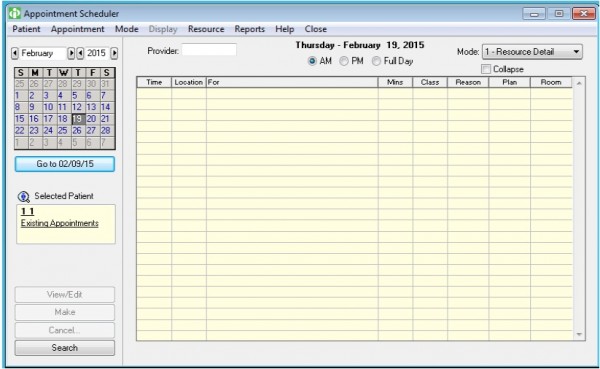 Appointment Scheduler
Patient Appointment Mode Display Resource Reports Help Close
February 2015
Provider:
Thursday - February 19, 2015
AM PM Full Day
Mode: 1 - Resource Detail
Collapse
S M T W T F S
25 26 27 28 29 30 31
1 2 3 4 5 6 7
8 9 10 11 12 13 14
15 16 17 18 19 20 21
22 23 24 25 26 27 28
1 2 3 4 5 6 7
Go to 02/09/15
Selected Patient
1 1
Existing Appointments
View/Edit
Make
Cancel...
Search
Time Location For Mins Class Reason Plan Room